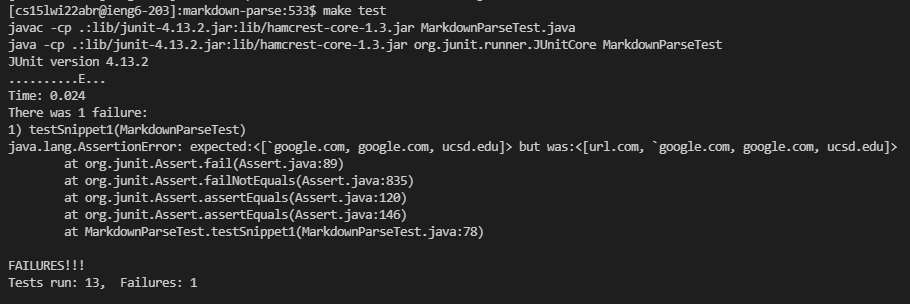 [cs15lwi22abr@ieng6-203]:markdown-parse:533$ make test
javac -cp .:lib/junit-4.13.2.jar:lib/hamcrest-core-1.3.jar MarkdownParseTest.java
java -cp .:lib/junit-4.13.2.jar:lib/hamcrest-core-1.3.jar org.junit.runner.JUnitCore MarkdownParseTest
JUnit version 4.13.2
..........E...
Time: 0.024
There was 1 failure:
1) testSnippet1(MarkdownParseTest)
java.lang.AssertionError: expected:<[`google.com, google.com, ucsd.edu]> but was:<[url.com, `google.com, google.com, ucsd.edu]>
        at org.junit.Assert.fail(Assert.java:89)
        at org.junit.Assert.failNotEquals(Assert.java:835)
        at org.junit.Assert.assertEquals(Assert.java:120)
        at org.junit.Assert.assertEquals(Assert.java:146)
        at MarkdownParseTest.testSnippet1(MarkdownParseTest.java:78)

FAILURES!!!
Tests run: 13,  Failures: 1